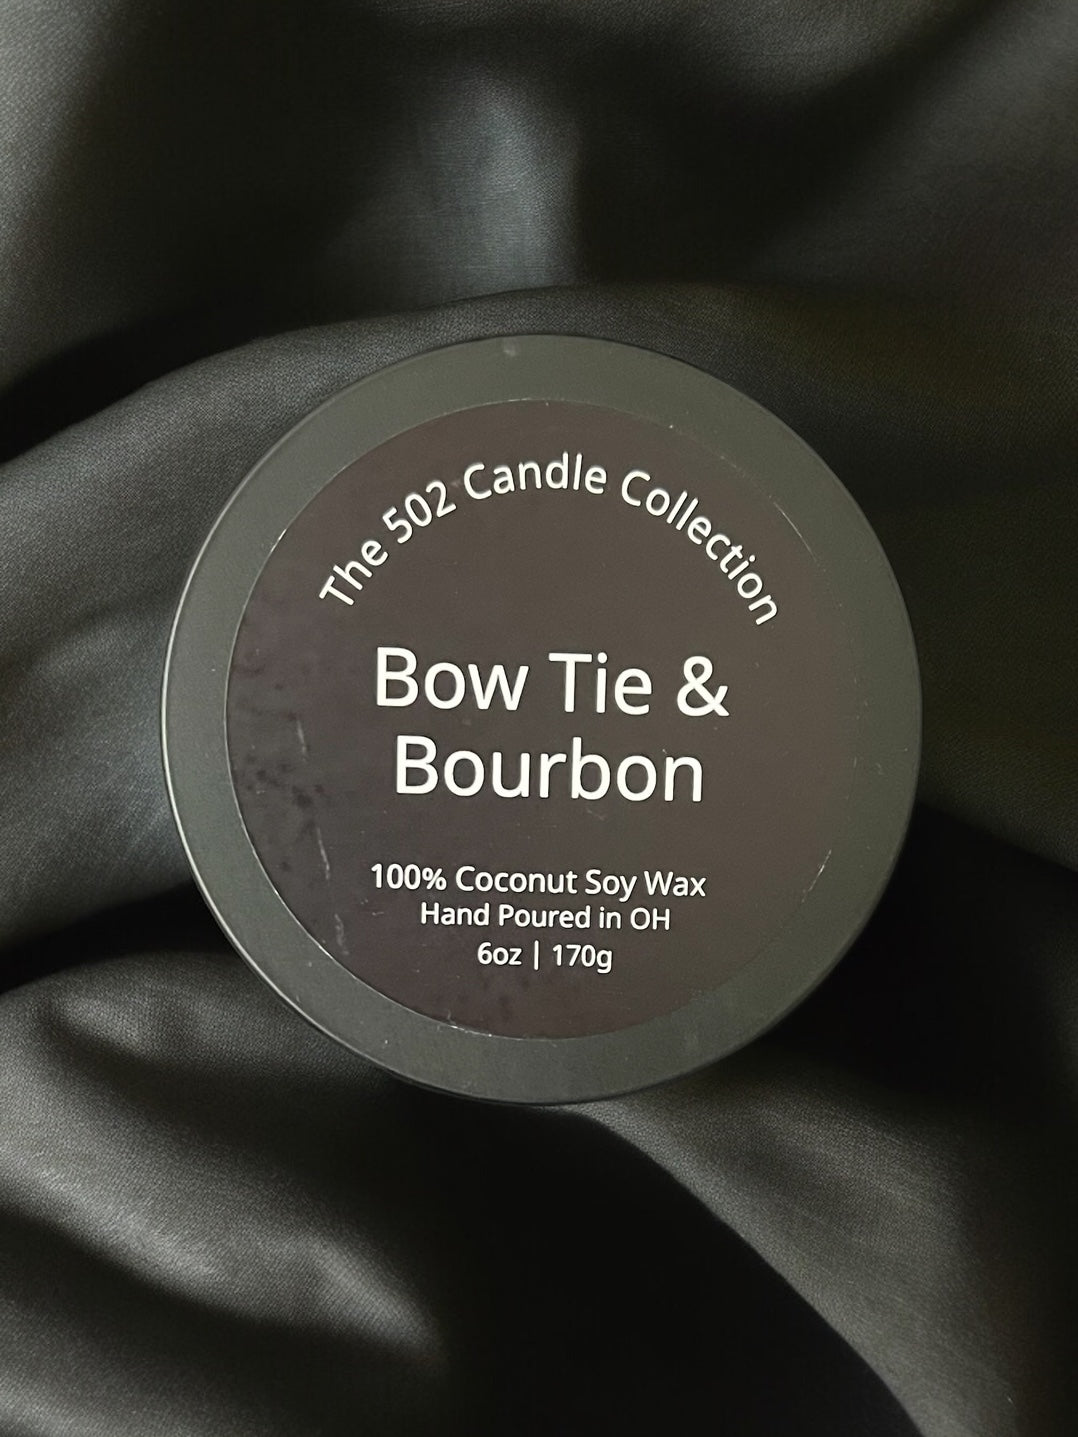 The 502 Candle Collection
Bow Tie &
Bourbon
100% Coconut Soy Wax
Hand Poured in OH
6oz | 170g